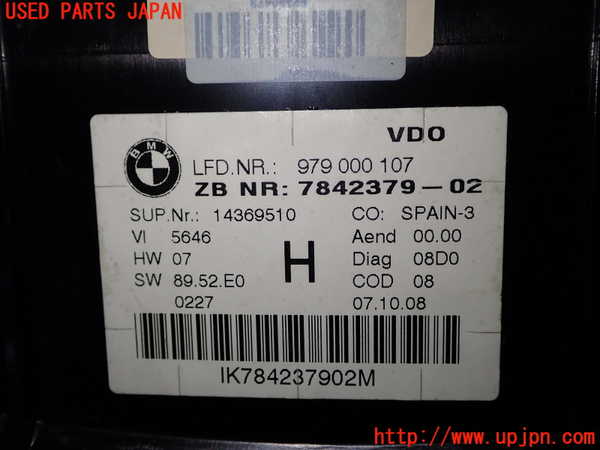 USED PARTS JAPAN
BMW
VDO
LFD.NR.: 979 000 107
ZB NR: 7842379-02
SUP.Nr.: 14369510 CO: SPAIN-3
VI 5646 Aend 00.00
HW 07 H Diag 08D0
SW 89.52.E0 COD 08
0227 07.10.08
IK784237902M
http://www.upjpn.com/